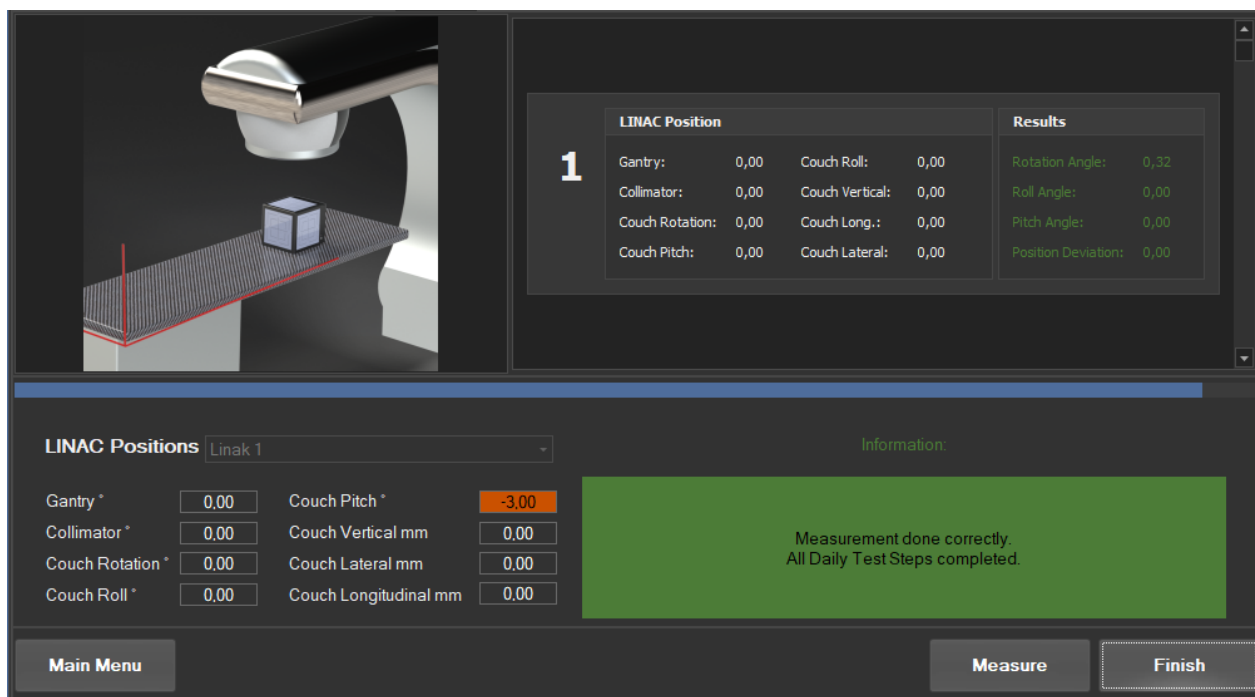 LINAC Position
Results
1
Gantry: 0,00 Couch Roll: 0,00 Rotation Angle: 0,32
Collimator: 0,00 Couch Vertical: 0,00 Roll Angle: 0,00
Couch Rotation: 0,00 Couch Long.: 0,00 Pitch Angle: 0,00
Couch Pitch: 0,00 Couch Lateral: 0,00 Position Deviation: 0,00
LINAC Positions Linak 1
Information:
Gantry ° 0,00 Couch Pitch ° -3,00
Collimator ° 0,00 Couch Vertical mm 0,00
Couch Rotation ° 0,00 Couch Lateral mm 0,00
Couch Roll ° 0,00 Couch Longitudinal mm 0,00
Measurement done correctly.
All Daily Test Steps completed.
Main Menu Measure Finish